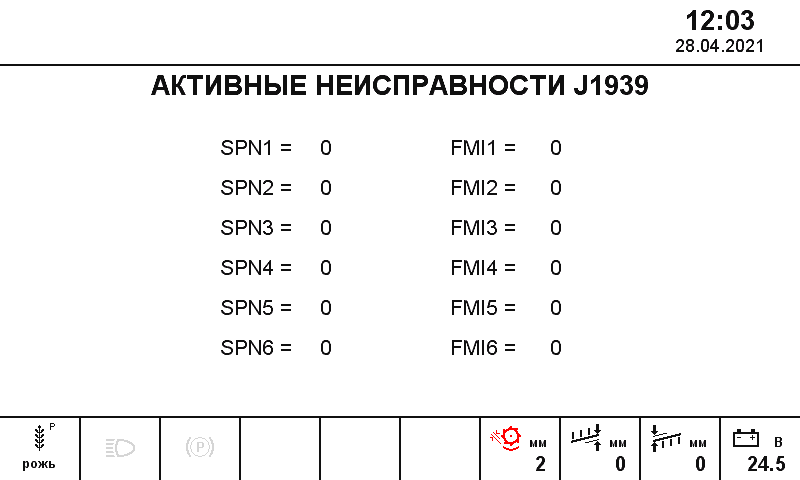 12:03
28.04.2021
АКТИВНЫЕ НЕИСПРАВНОСТИ J1939
SPN1 = 0 FMI1 = 0
SPN2 = 0 FMI2 = 0
SPN3 = 0 FMI3 = 0
SPN4 = 0 FMI4 = 0
SPN5 = 0 FMI5 = 0
SPN6 = 0 FMI6 = 0
P
рожь
(P)
мм
2
мм
0
мм
0
В
24.5